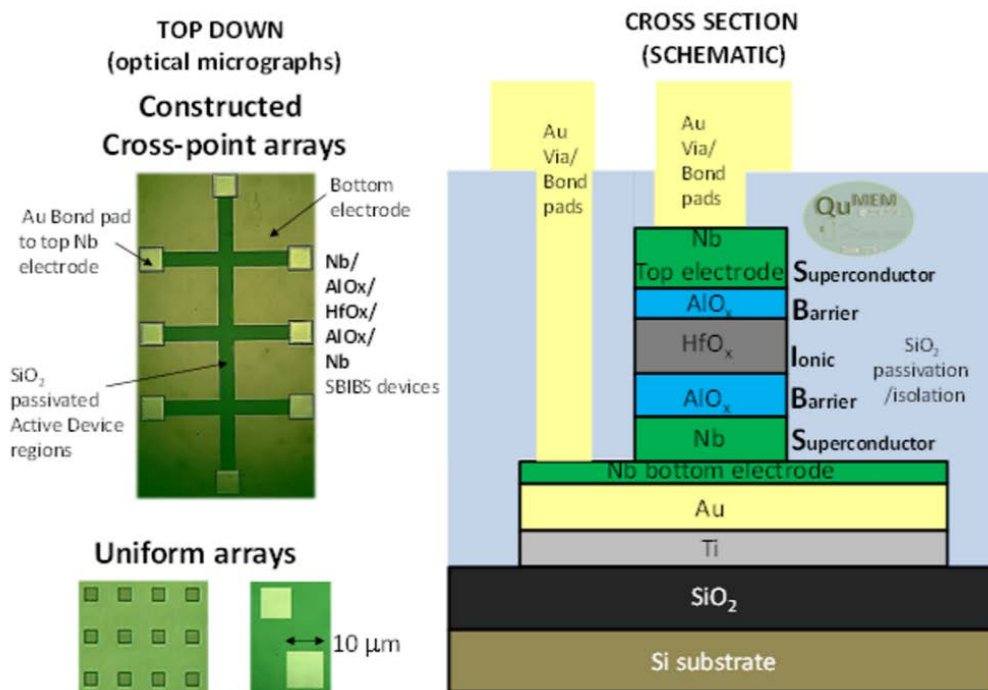 TOP DOWN
(optical micrographs)
Constructed
Cross-point arrays
Au Bond pad
to top Nb
electrode
Bottom
electrode
Nb/
AlOx/
HfOx/
AlOx/
Nb
SBIBS devices
SiO₂
passivated
Active Device
regions
Uniform arrays
10 μm
CROSS SECTION
(SCHEMATIC)
Au
Via/
Bond
pads
Au
Via/
Bond
pads
QuMEM
Nb
Top electrode
Superconductor
AlOₓ
Barrier
HfOₓ
Ionic
SiO₂
passivation
/isolation
AlOₓ
Barrier
Nb
Superconductor
Nb bottom electrode
Au
Ti
SiO₂
Si substrate